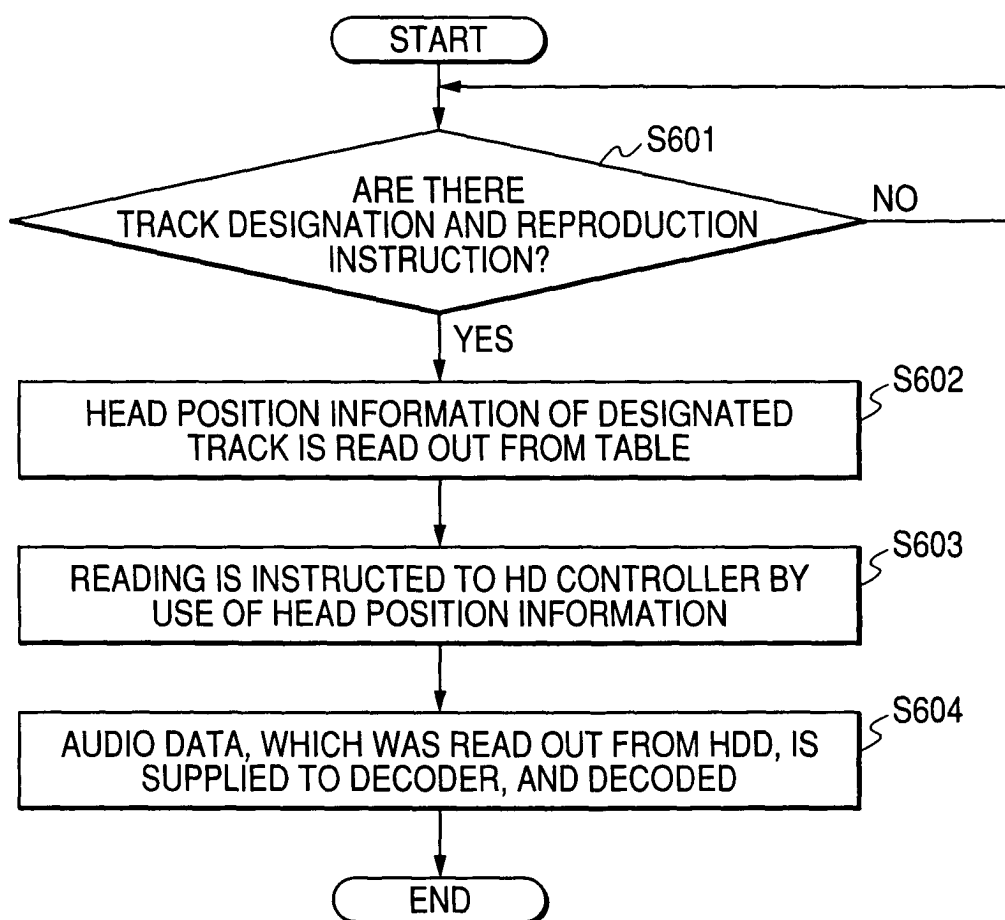 START
S601
ARE THERE
TRACK DESIGNATION AND REPRODUCTION
INSTRUCTION?
NO
YES
S602
HEAD POSITION INFORMATION OF DESIGNATED
TRACK IS READ OUT FROM TABLE
S603
READING IS INSTRUCTED TO HD CONTROLLER BY
USE OF HEAD POSITION INFORMATION
S604
AUDIO DATA, WHICH WAS READ OUT FROM HDD, IS
SUPPLIED TO DECODER, AND DECODED
END